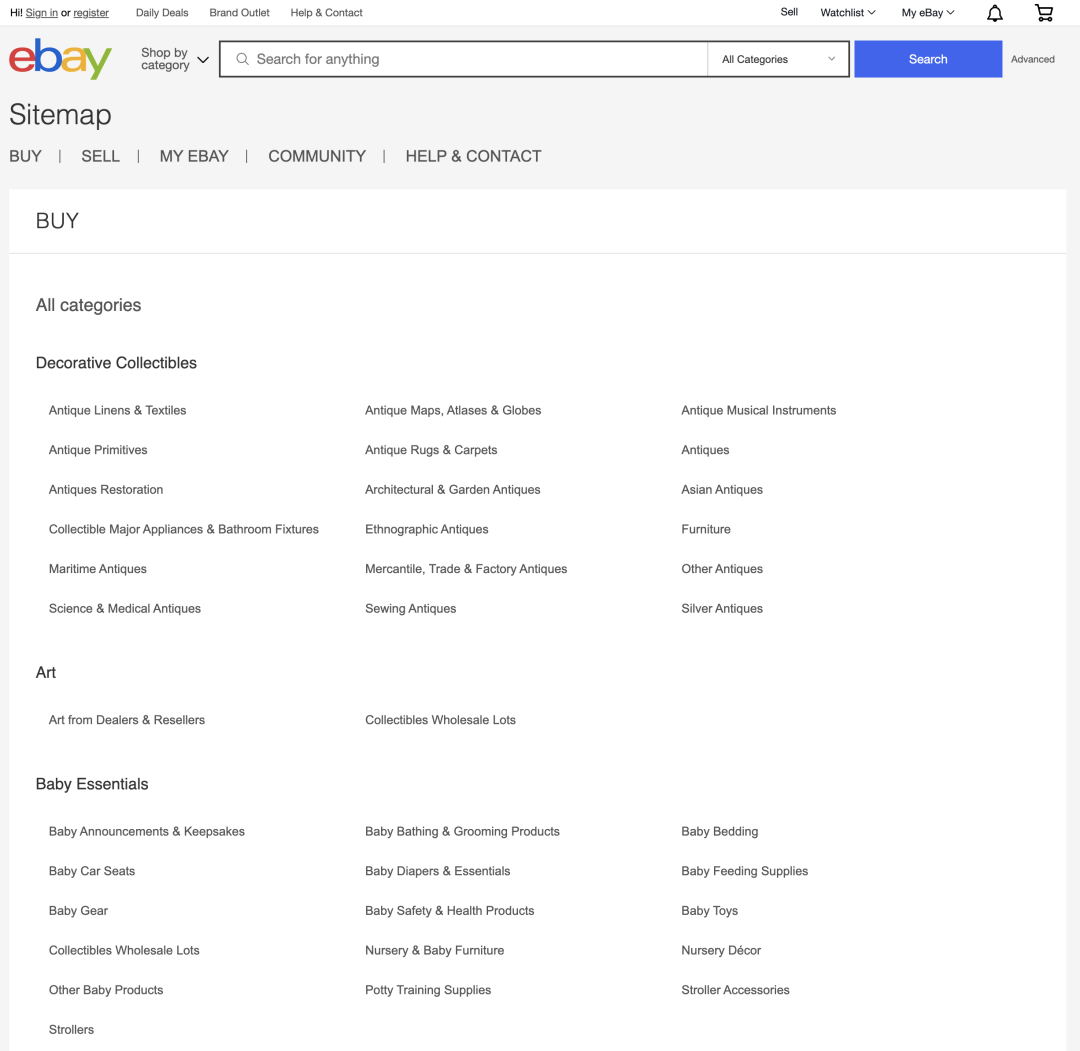 Hi! Sign in or register Daily Deals Brand Outlet Help & Contact Sell Watchlist My eBay
ebay Shop by category Search for anything All Categories Search Advanced
Sitemap
BUY | SELL | MY EBAY | COMMUNITY | HELP & CONTACT
BUY
All categories
Decorative Collectibles
Antique Linens & Textiles Antique Maps, Atlases & Globes Antique Musical Instruments
Antique Primitives Antique Rugs & Carpets Antiques
Antiques Restoration Architectural & Garden Antiques Asian Antiques
Collectible Major Appliances & Bathroom Fixtures Ethnographic Antiques Furniture
Maritime Antiques Mercantile, Trade & Factory Antiques Other Antiques
Science & Medical Antiques Sewing Antiques Silver Antiques
Art
Art from Dealers & Resellers Collectibles Wholesale Lots
Baby Essentials
Baby Announcements & Keepsakes Baby Bathing & Grooming Products Baby Bedding
Baby Car Seats Baby Diapers & Essentials Baby Feeding Supplies
Baby Gear Baby Safety & Health Products Baby Toys
Collectibles Wholesale Lots Nursery & Baby Furniture Nursery Décor
Other Baby Products Potty Training Supplies Stroller Accessories
Strollers